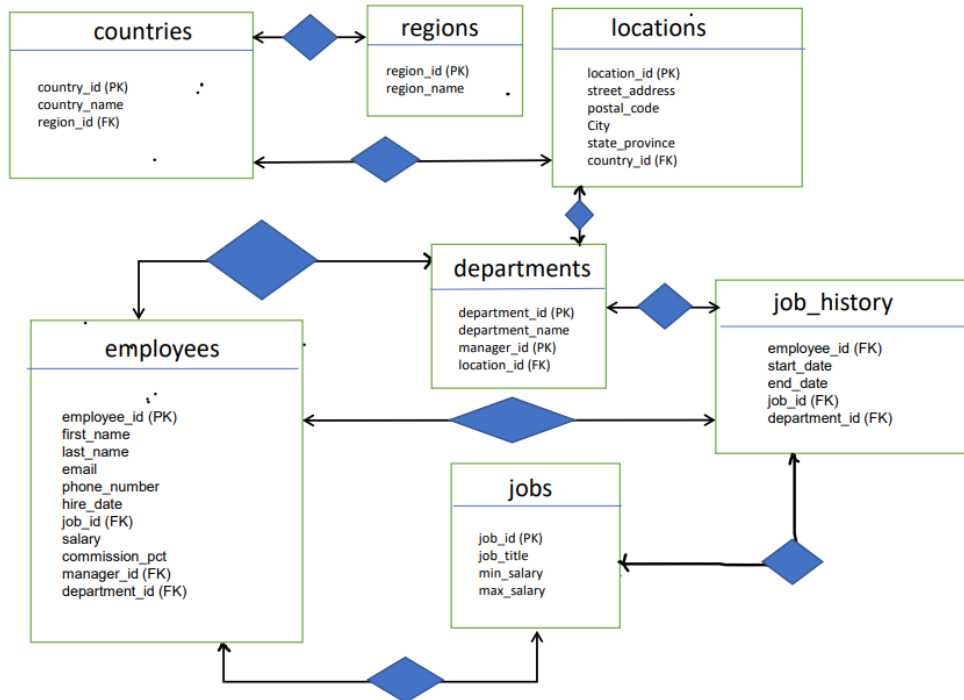 countries
country_id (PK)
country_name
region_id (FK)
regions
region_id (PK)
region_name
locations
location_id (PK)
street_address
postal_code
City
state_province
country_id (FK)
departments
department_id (PK)
department_name
manager_id (PK)
location_id (FK)
job_history
employee_id (FK)
start_date
end_date
job_id (FK)
department_id (FK)
employees
employee_id (PK)
first_name
last_name
email
phone_number
hire_date
job_id (FK)
salary
commission_pct
manager_id (FK)
department_id (FK)
jobs
job_id (PK)
job_title
min_salary
max_salary